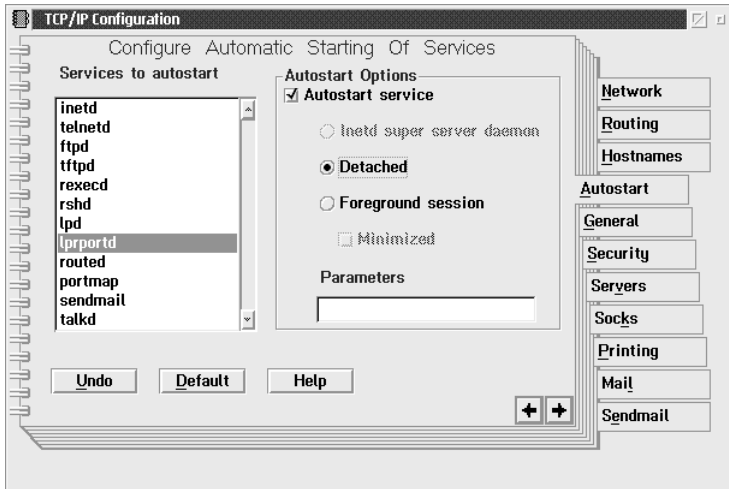 TCP/IP Configuration
Configure Automatic Starting Of Services
Services to autostart
inetd
telnetd
ftpd
tftpd
rexecd
rshd
lpd
lprportd
routed
portmap
sendmail
talkd
Autostart Options
Autostart service
Inetd super server daemon
Detached
Foreground session
Minimized
Parameters
Undo
Default
Help
Network
Routing
Hostnames
Autostart
General
Security
Servers
Socks
Printing
Mail
Sendmail